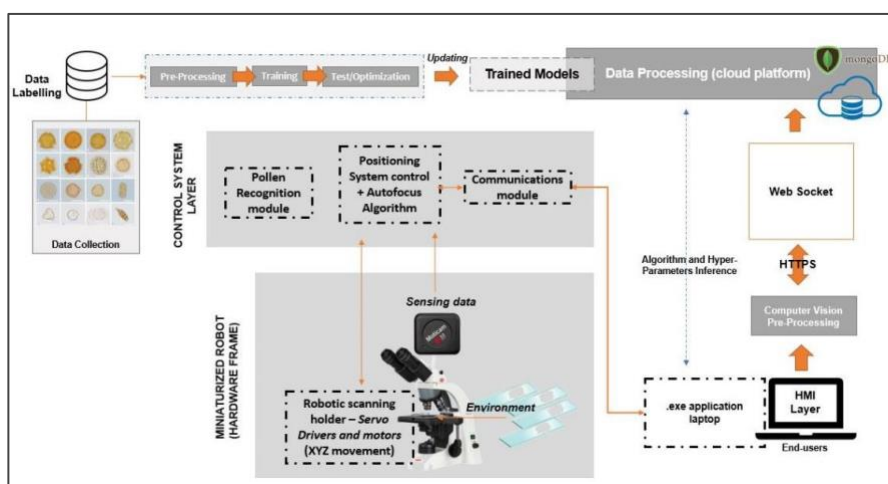 Data
Labelling
Data Collection
Pre-Processing
Training
Test/Optimization
Updating
Trained Models
Data Processing (cloud platform)
mongoDB
CONTROL SYSTEM
LAYER
Pollen
Recognition
module
Positioning
System control
+ Autofocus
Algorithm
Communications
module
Web Socket
Algorithm and Hyper-
Parameters Inference
HTTPS
Computer Vision
Pre-Processing
MINIATURIZED ROBOT
(HARDWARE FRAME)
Sensing data
Robotic scanning
holder – Servo
Drivers and motors
(XYZ movement)
Environment
.exe application
laptop
HMI
Layer
End-users